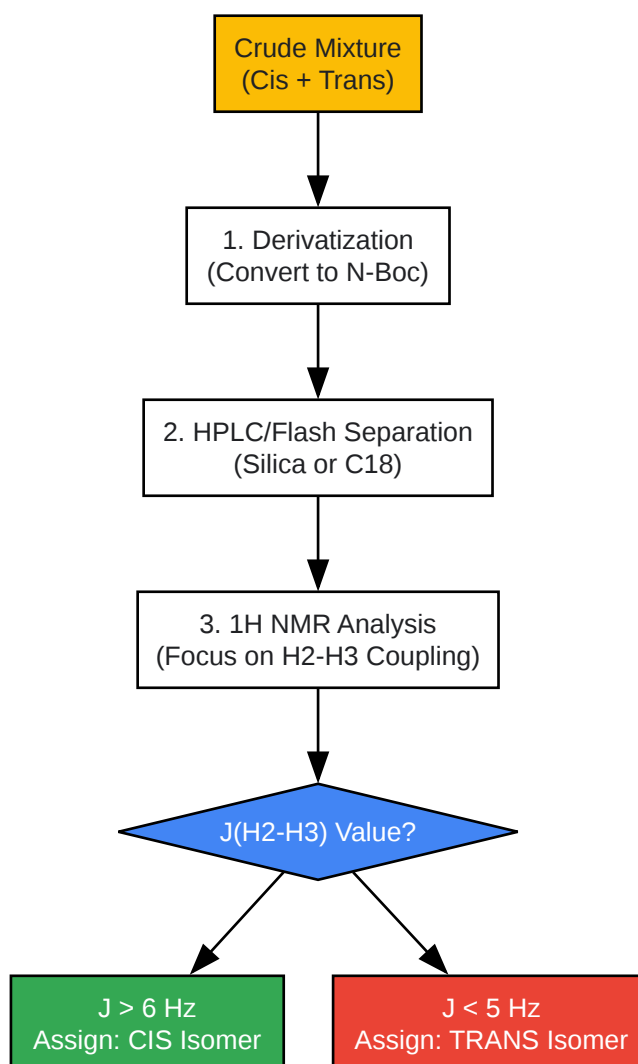 Crude Mixture
(Cis + Trans)
1. Derivatization
(Convert to N-Boc)
2. HPLC/Flash Separation
(Silica or C18)
3. 1H NMR Analysis
(Focus on H2-H3 Coupling)
J(H2-H3) Value?
J > 6 Hz
Assign: CIS Isomer
J < 5 Hz
Assign: TRANS Isomer